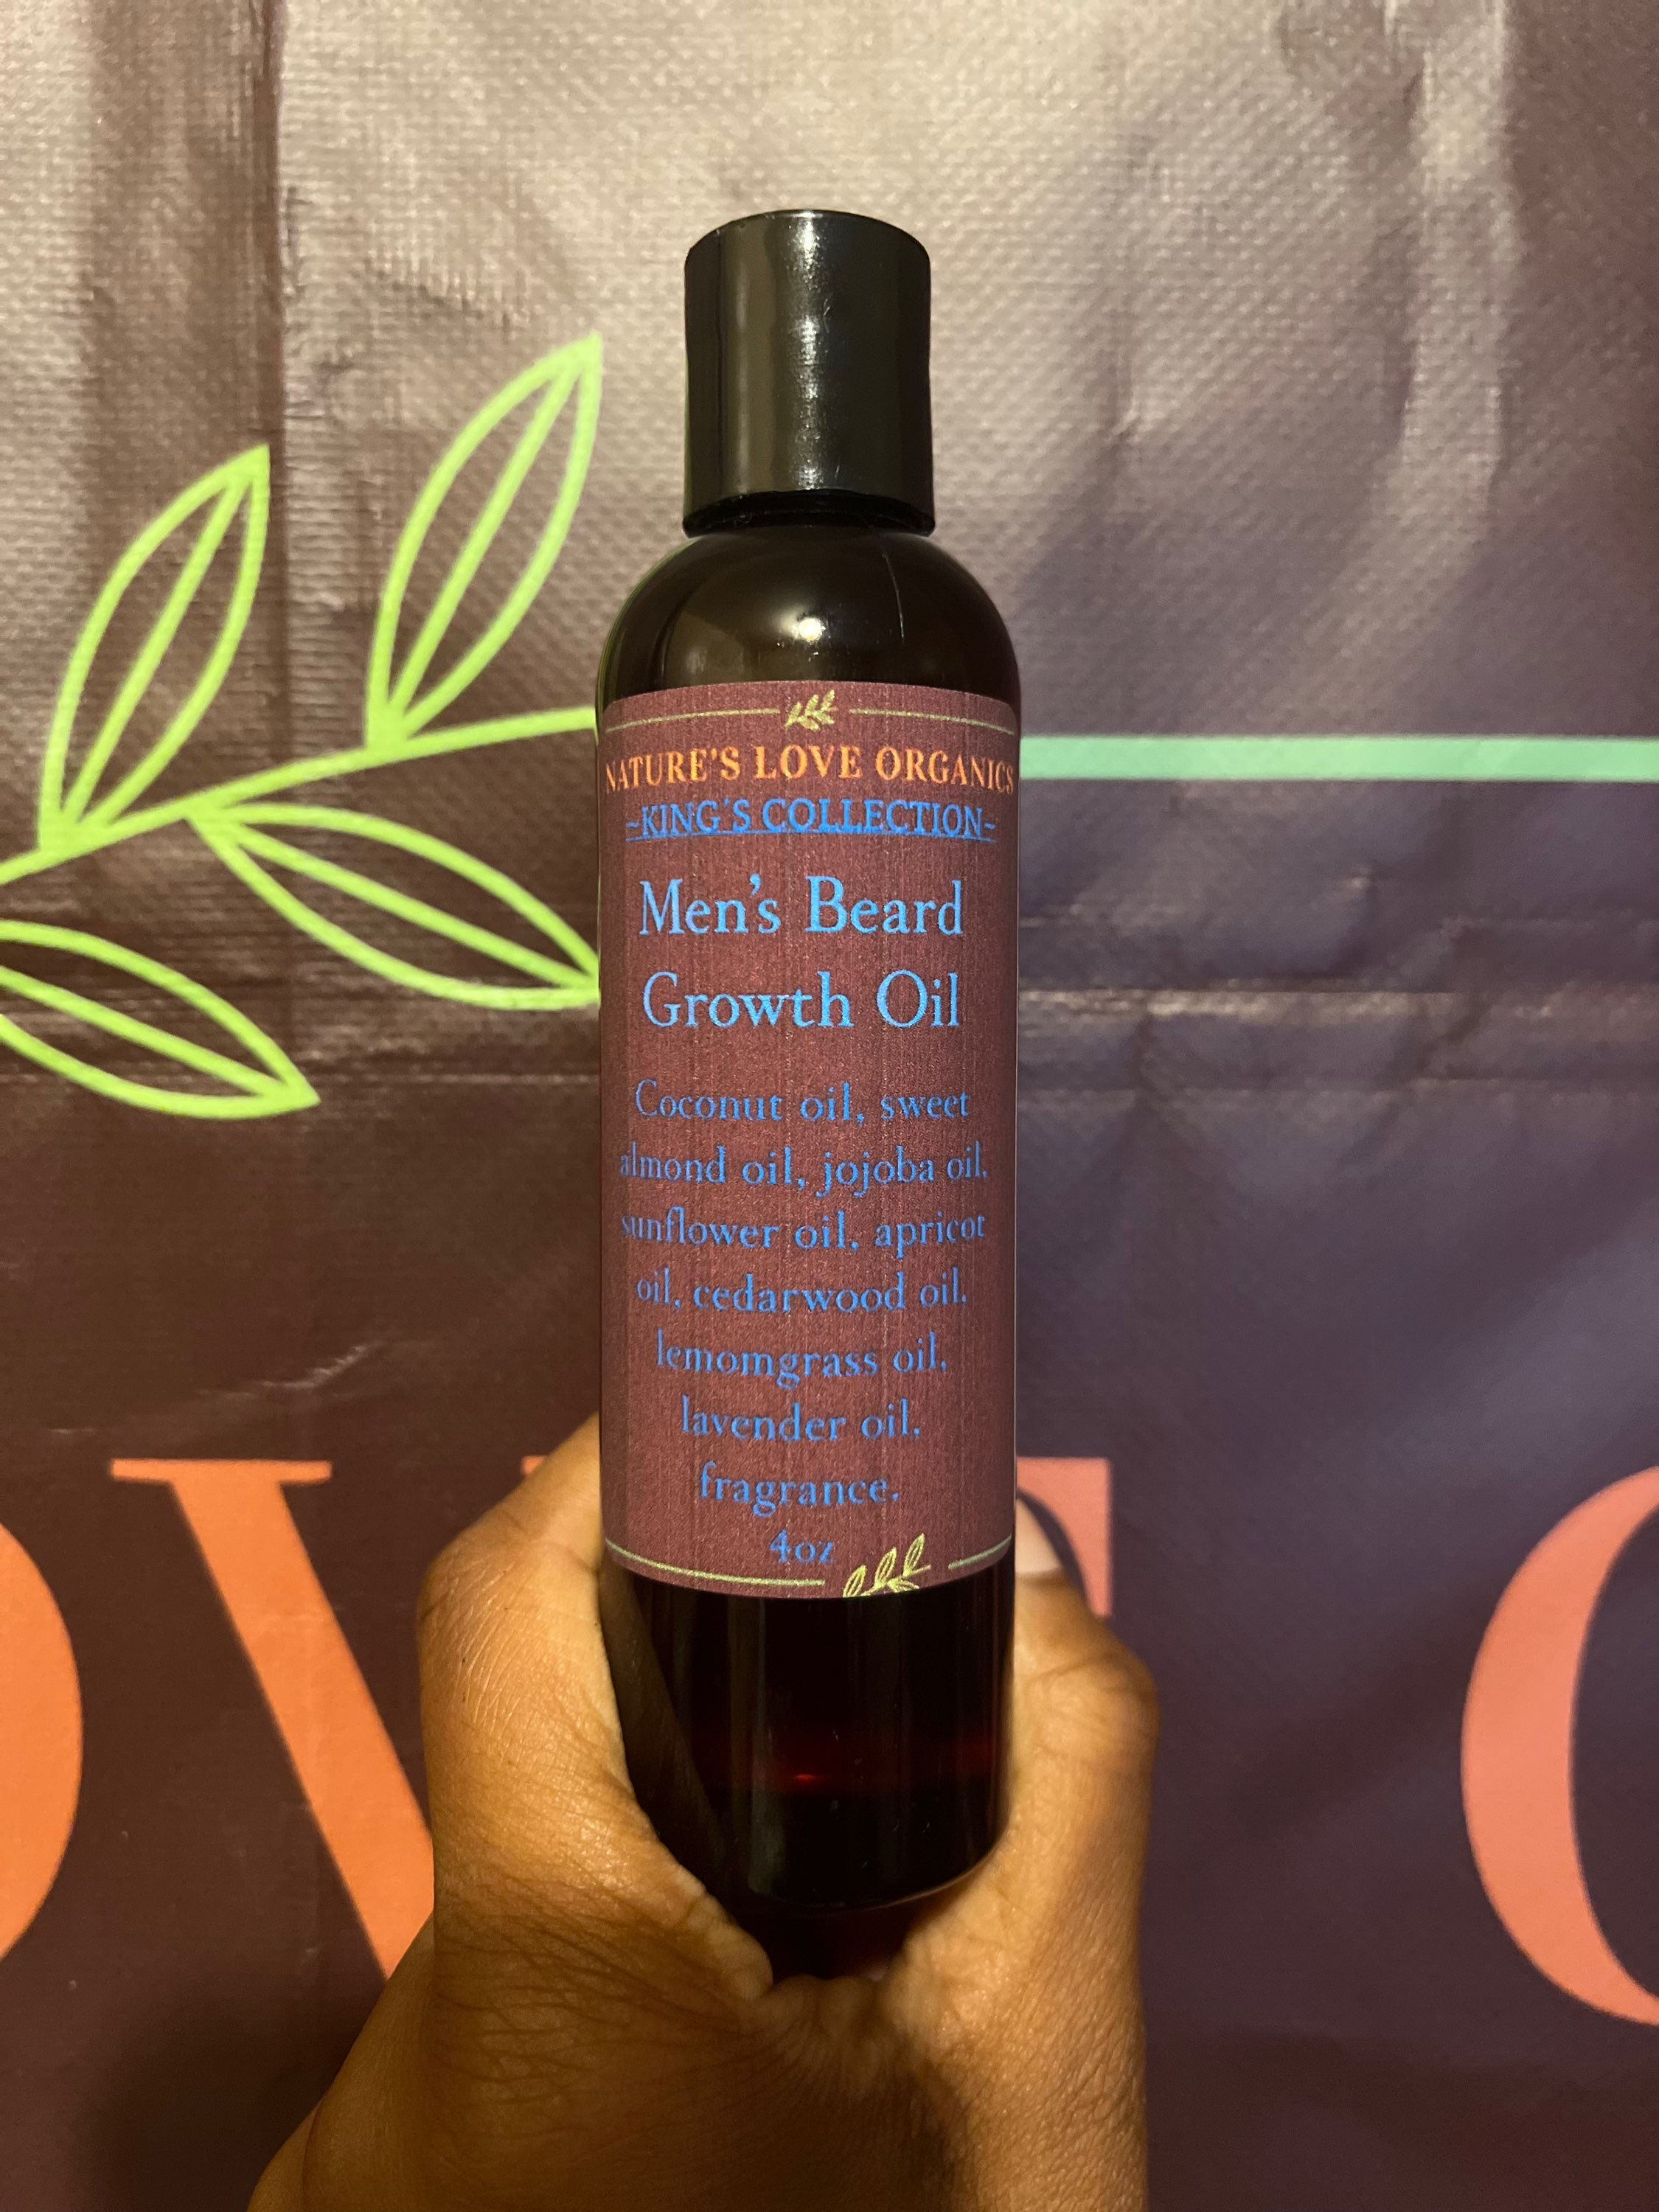 NATURE'S LOVE ORGANICS
~KING'S COLLECTION~
Men's Beard
Growth Oil
Coconut oil, sweet
almond oil, jojoba oil,
sunflower oil, apricot
oil, cedarwood oil,
lemomgrass oil,
lavender oil,
fragrance.
4oz